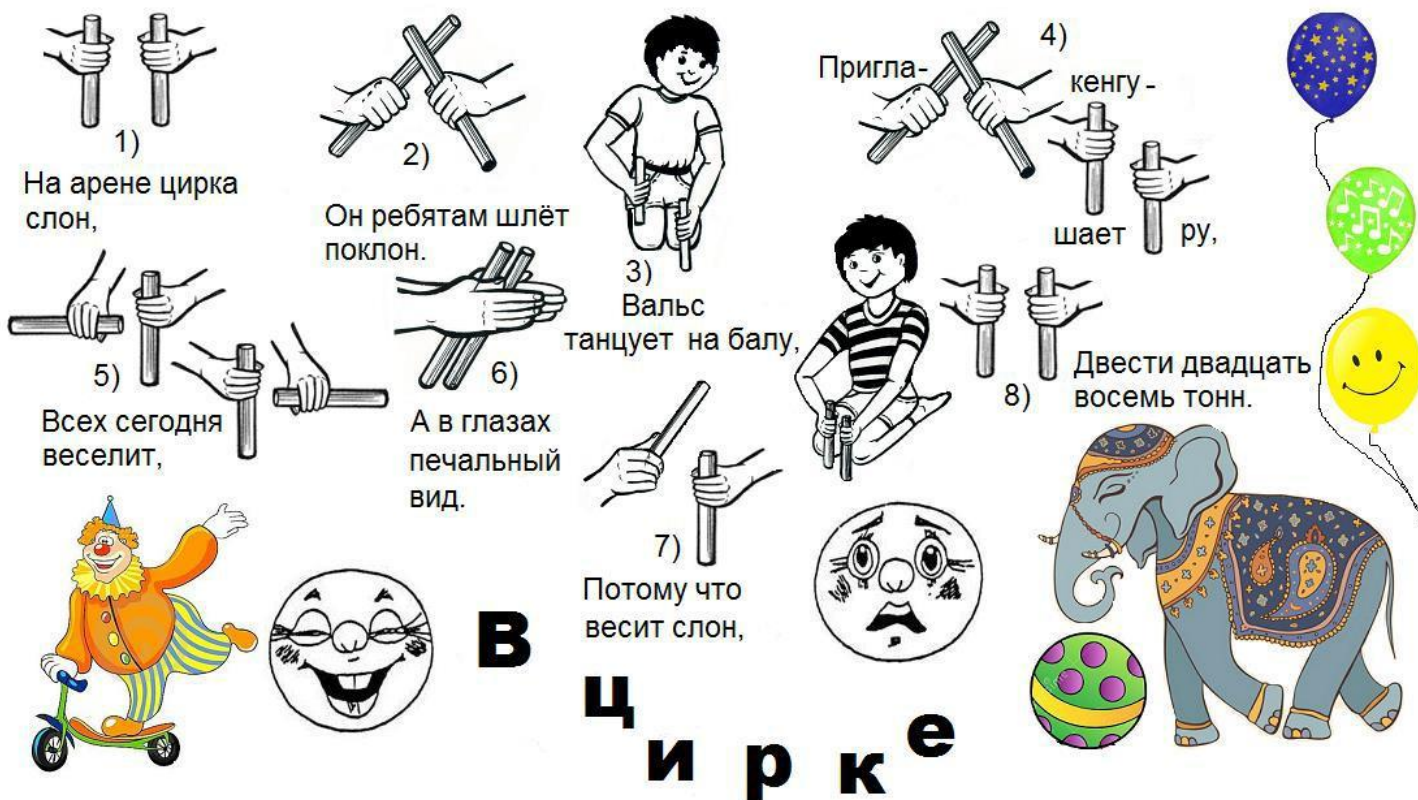 1)
На арене цирка
слон,
2)
Он ребятам шлёт
поклон.
3)
Вальс
танцует на балу,
4)
Пригла-
кенгу-
шает
ру,
5)
Всех сегодня
веселит,
6)
А в глазах
печальный
вид.
7)
Потому что
весит слон,
8)
Двести двадцать
восемь тонн.
В
ц
и
р
к
е